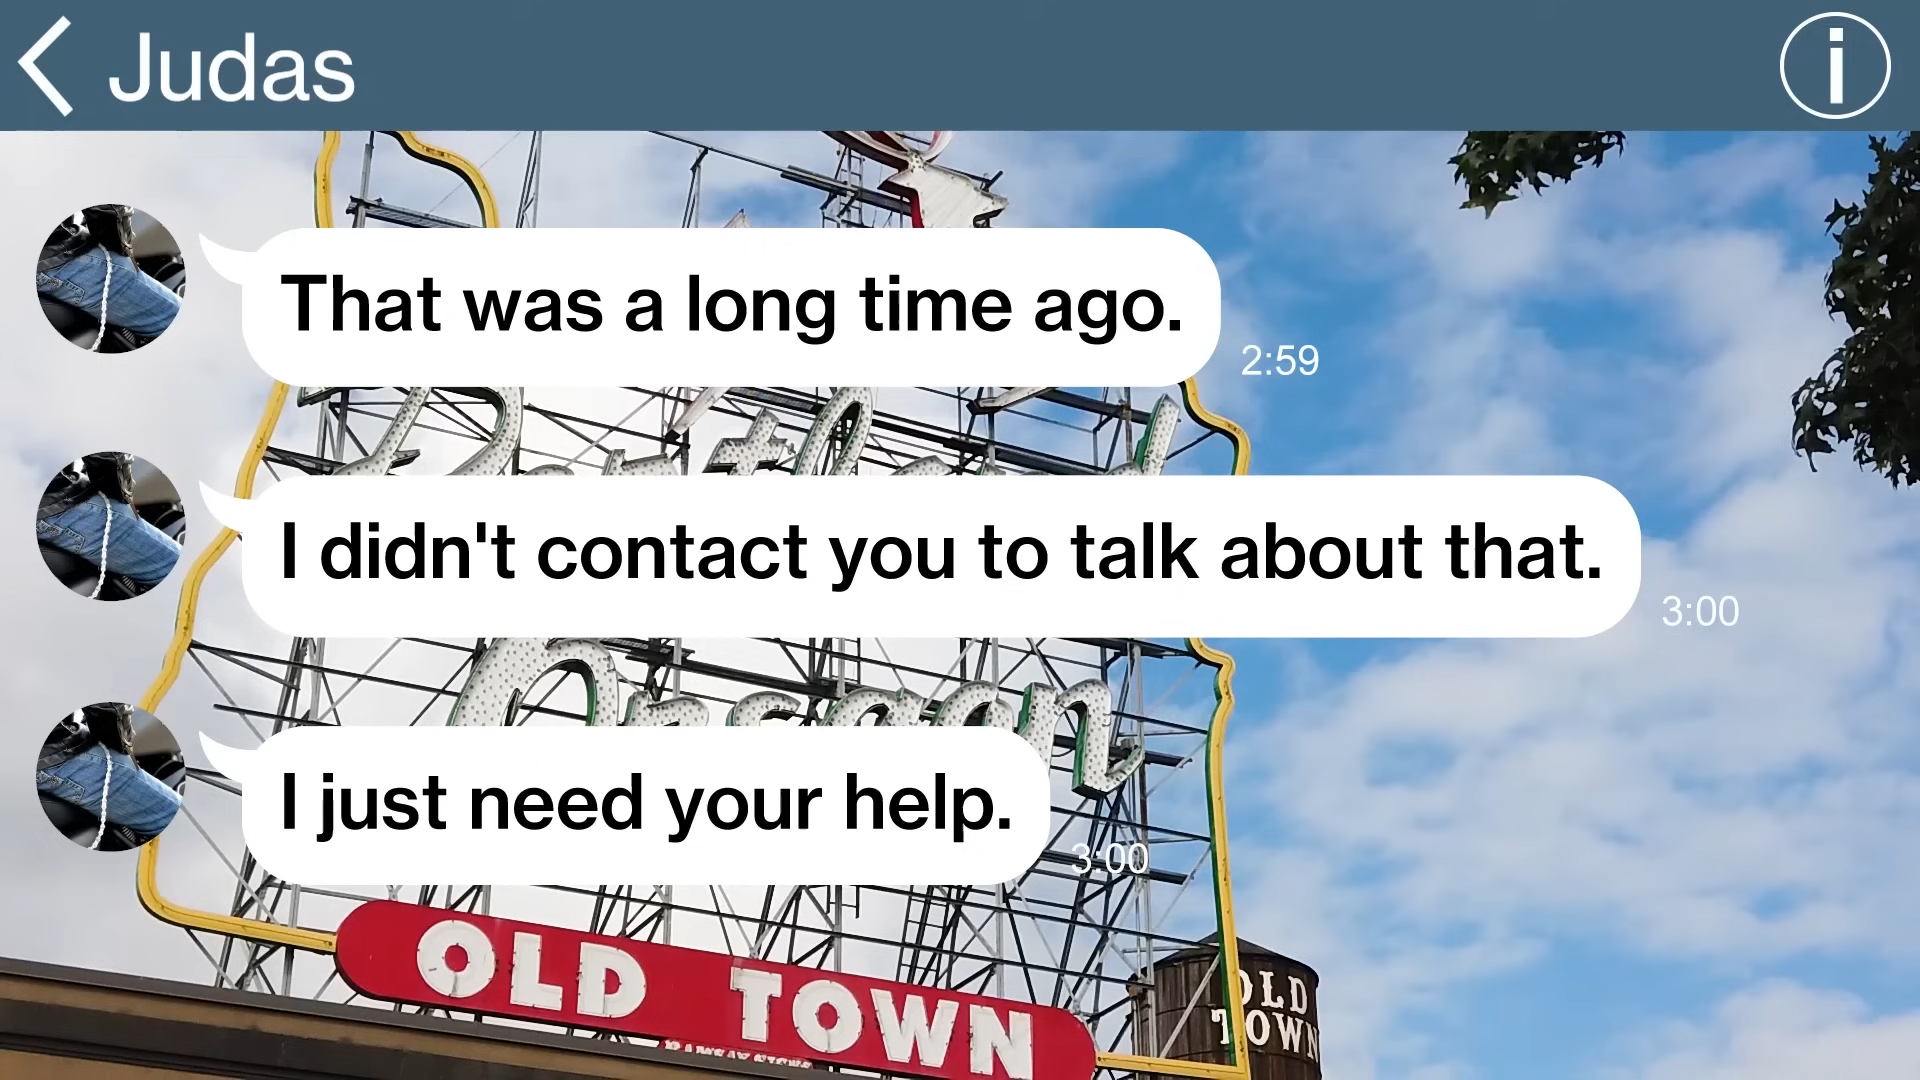 Judas
That was a long time ago.
2:59
I didn't contact you to talk about that.
3:00
Oregon
I just need your help.
3:00
OLD TOWN
OLD
TOWN